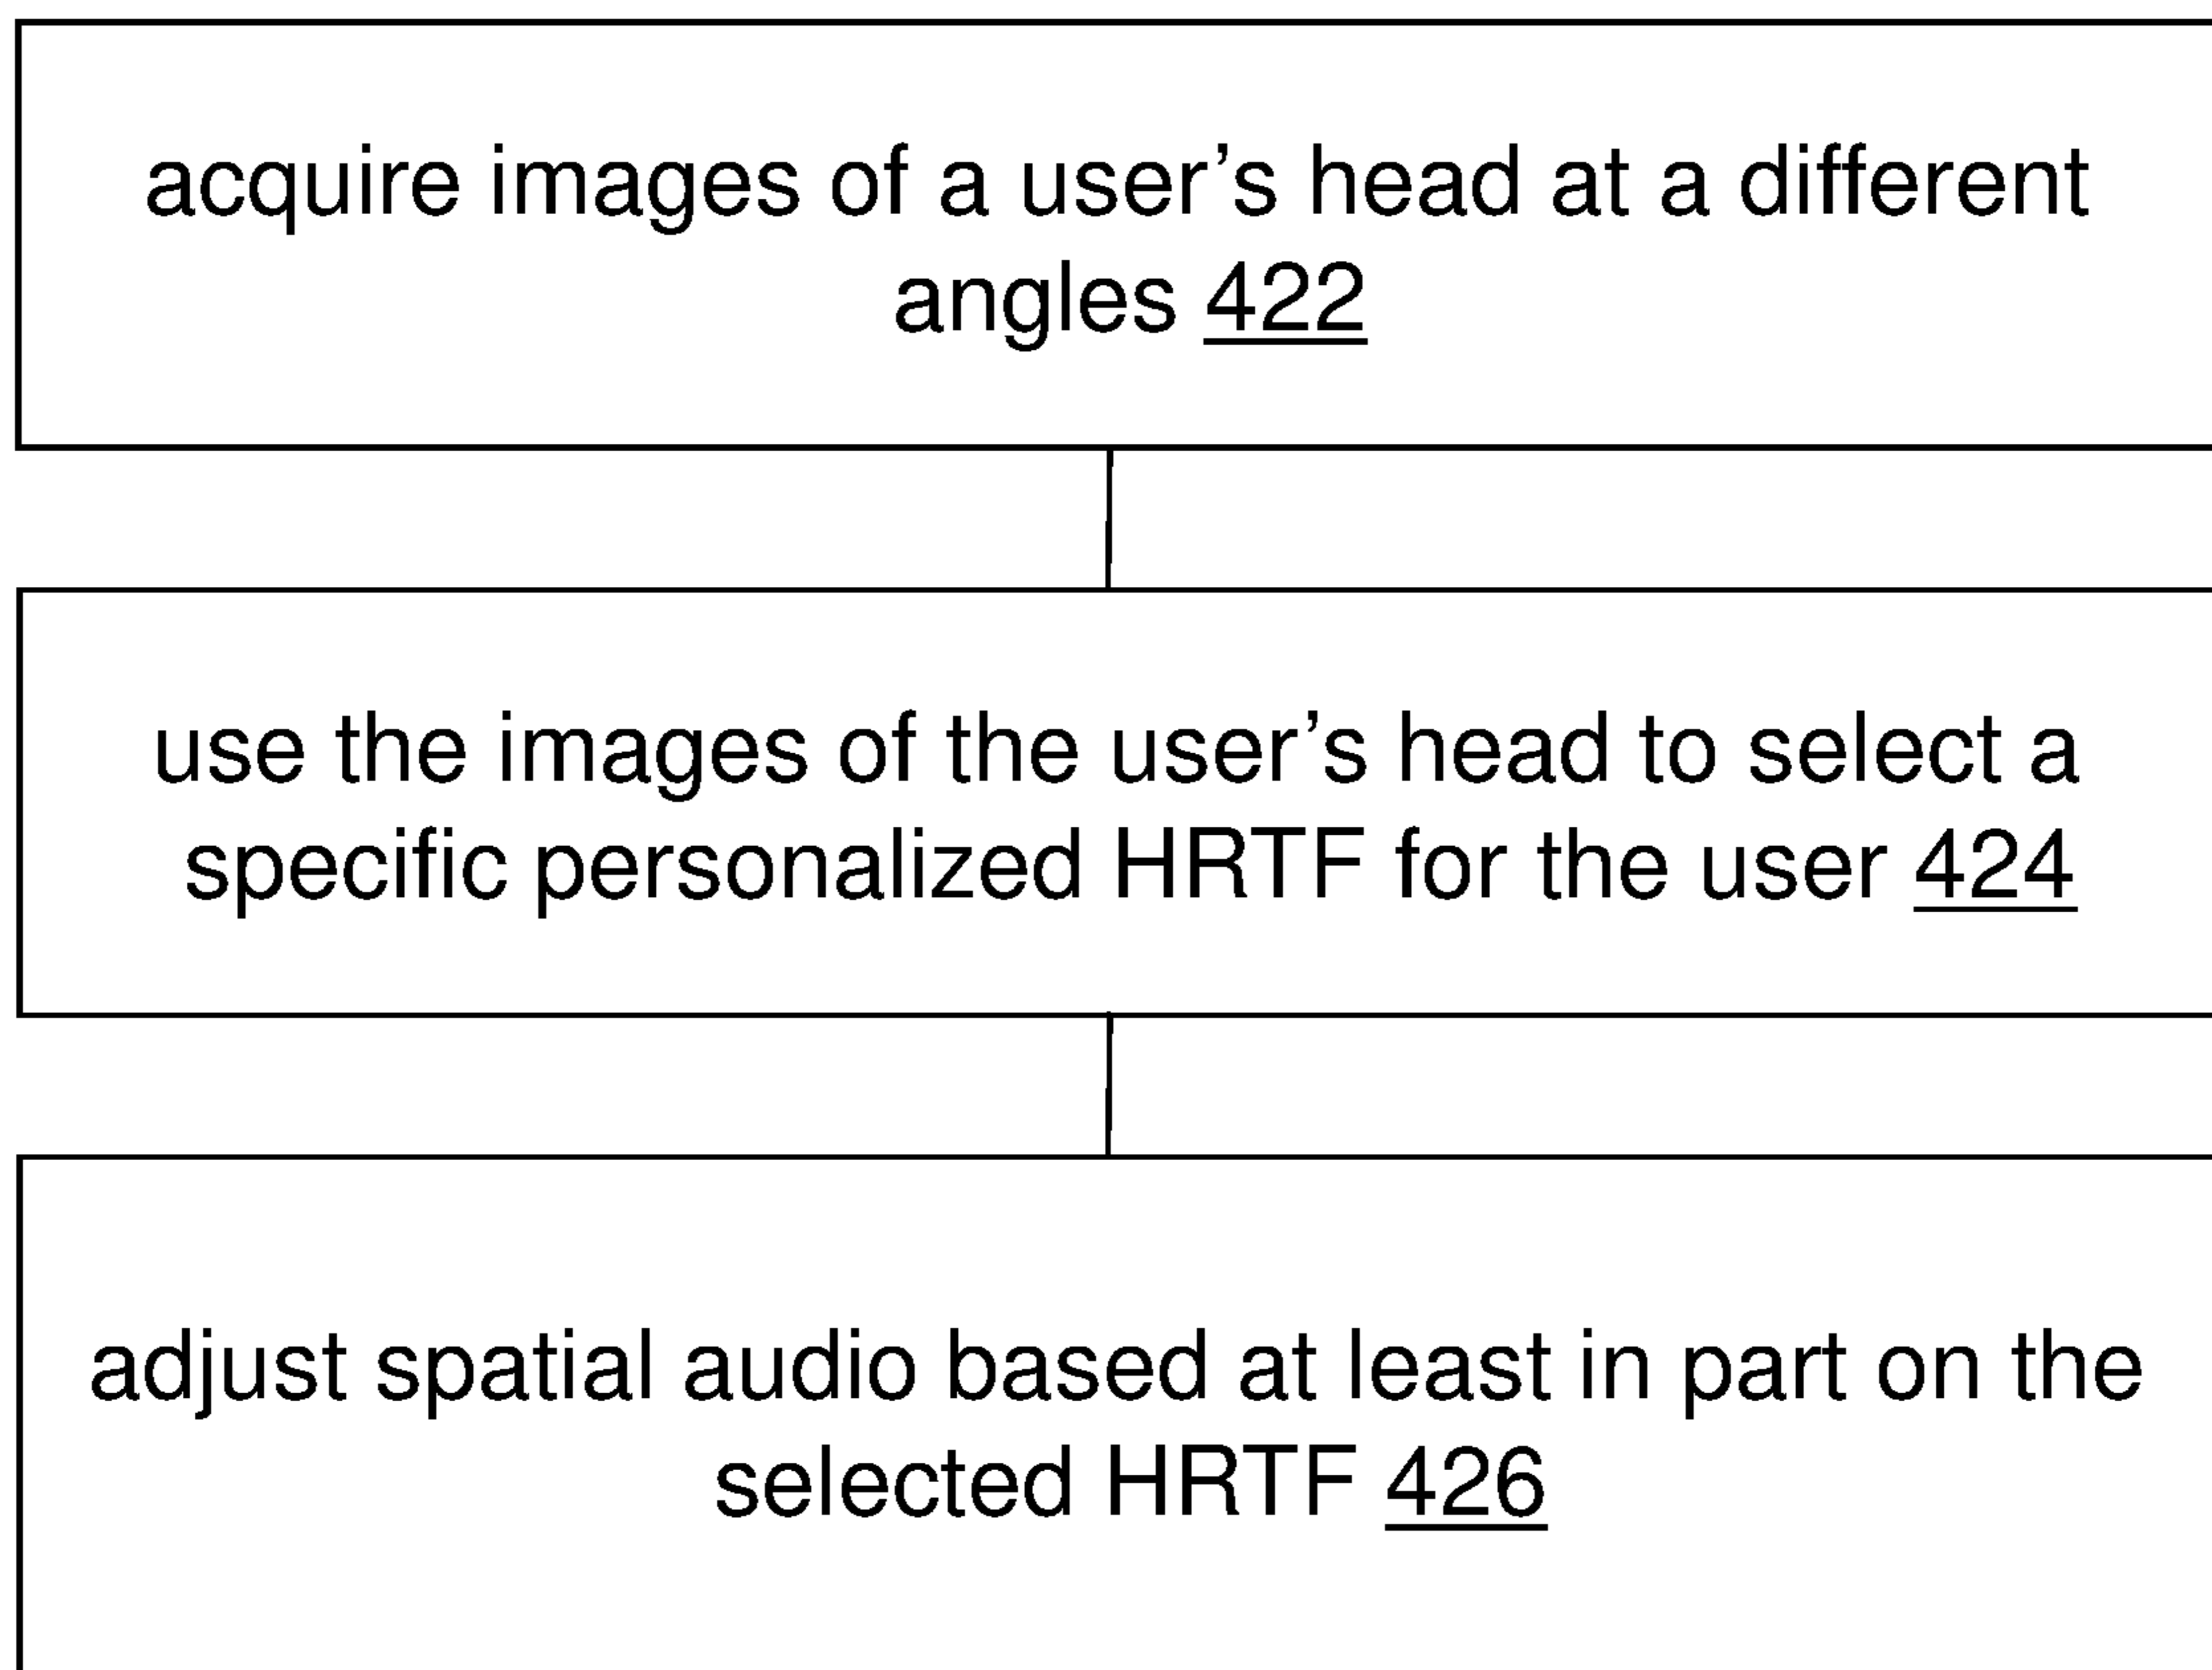 acquire images of a user’s head at a different
angles 422
use the images of the user’s head to select a
specific personalized HRTF for the user 424
adjust spatial audio based at least in part on the
selected HRTF 426